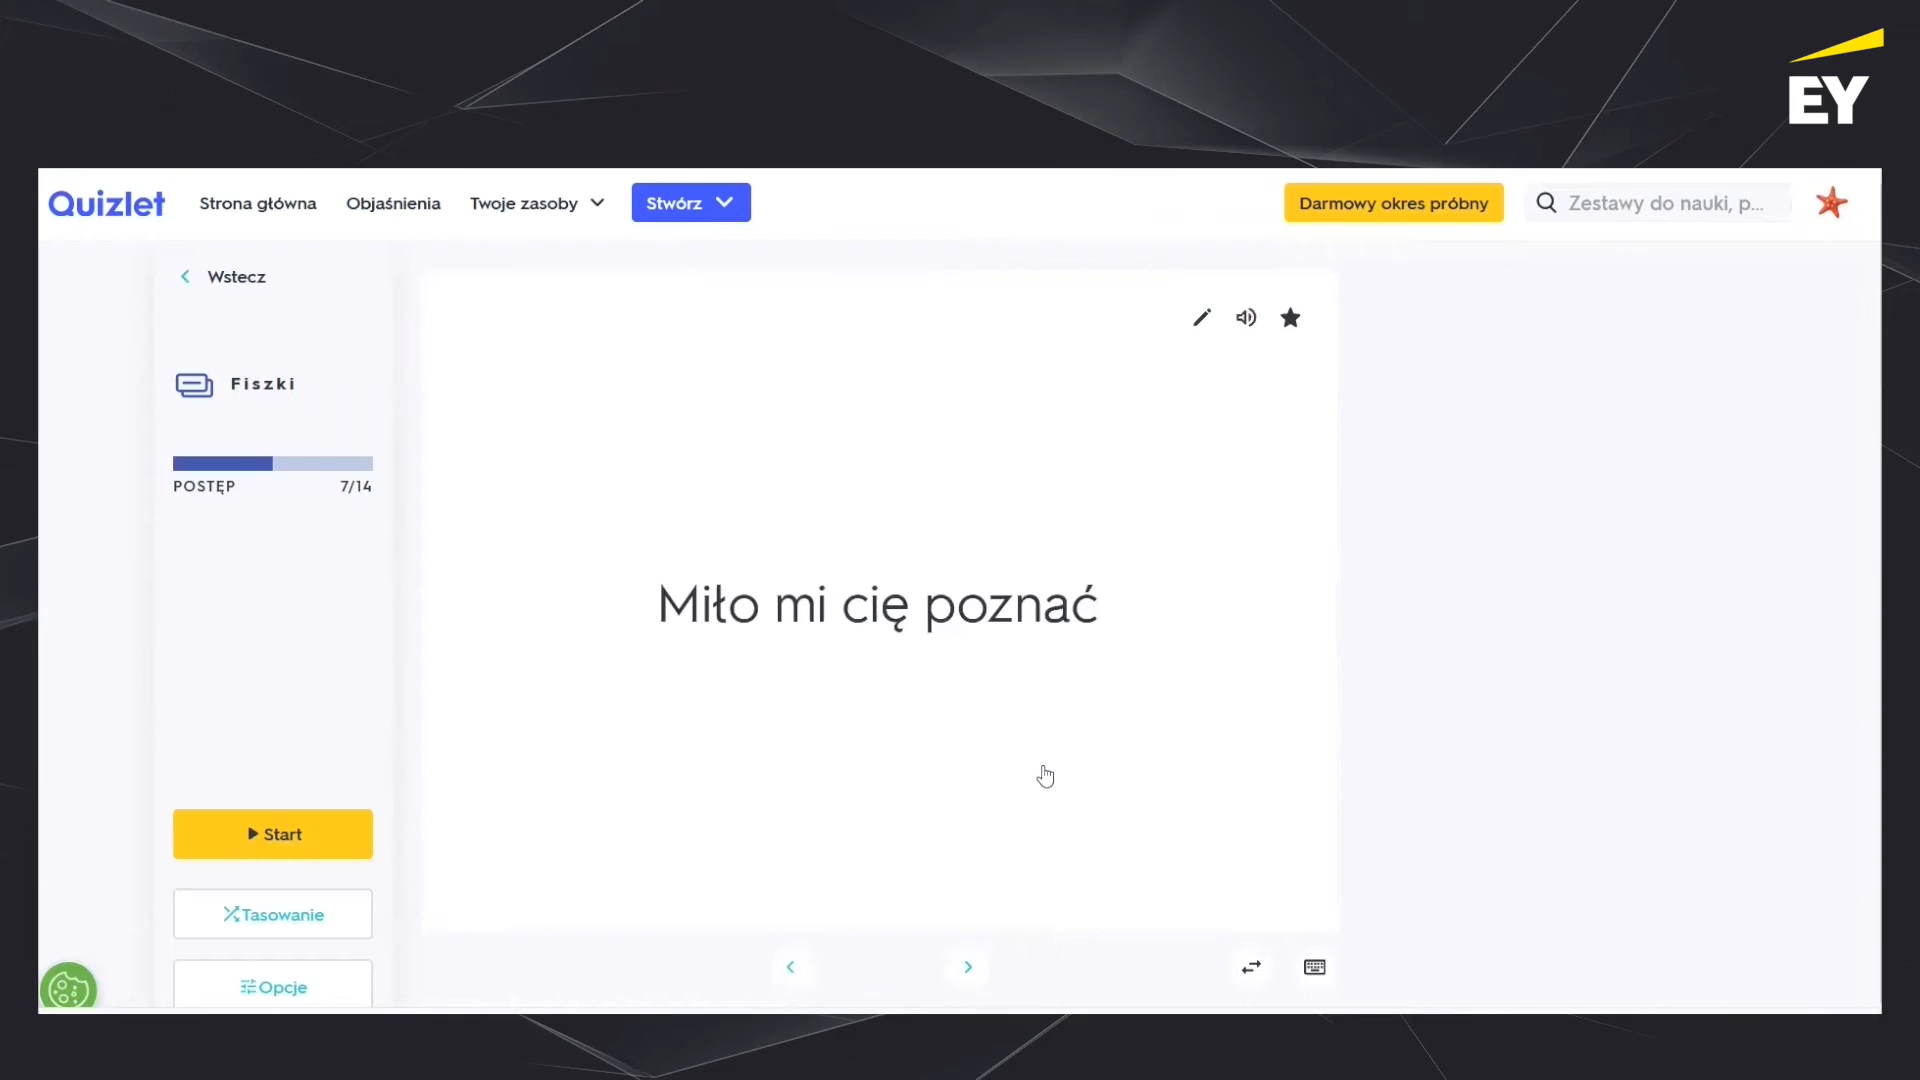 EY
Quizlet
Strona główna
Objaśnienia
Twoje zasoby
Stwórz
Darmowy okres próbny
Zestawy do nauki, p...
Wstecz
Fiszki
POSTĘP
7/14
Miło mi cię poznać
Start
Tasowanie
Opcje